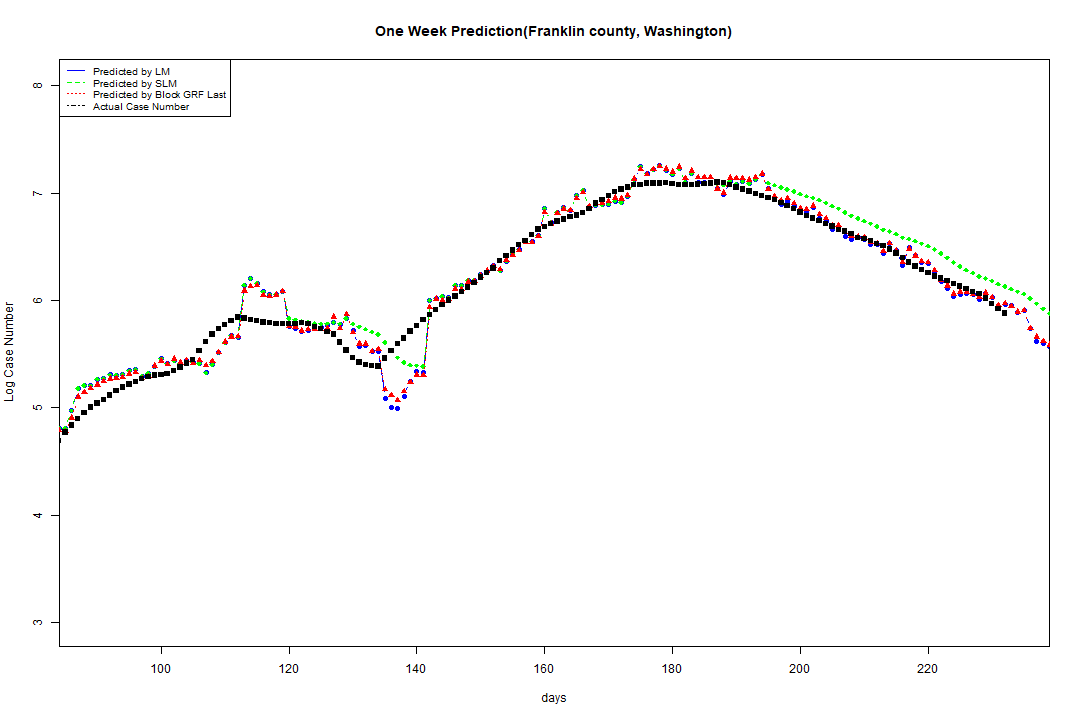 One Week Prediction(Franklin county, Washington)
Predicted by LM
Predicted by SLM
Predicted by Block GRF Last
Actual Case Number
8
7
6
5
4
3
Log Case Number
100 120 140 160 180 200 220
days